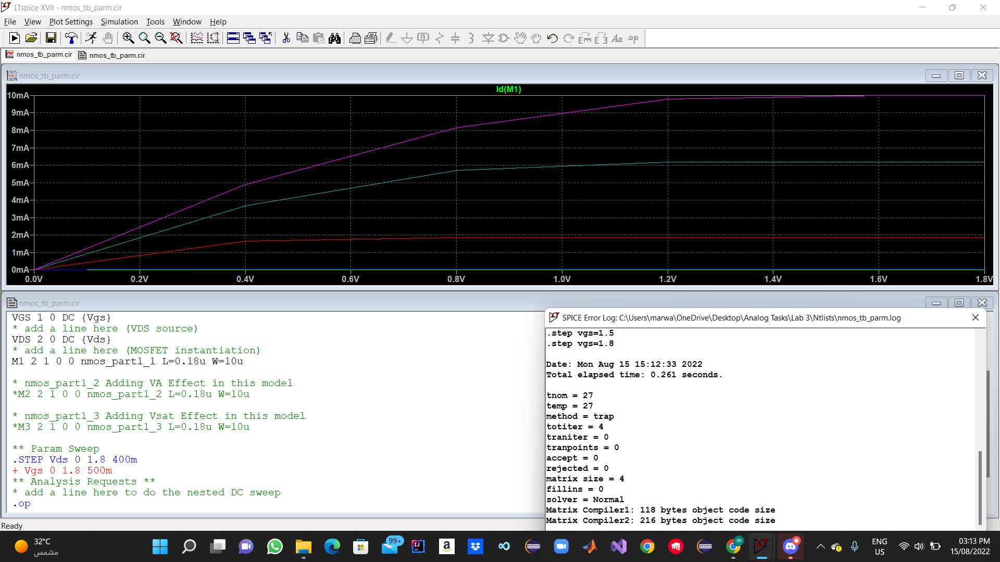 LTspice XVII - nmos_tb_parm.cir
File View Plot Settings Simulation Tools Window Help
nmos_tb_parm.cir nmos_tb_parm.cir
nmos_tb_parm.cir
Id(M1)
10mA
9mA
8mA
7mA
6mA
5mA
4mA
3mA
2mA
1mA
0mA
0.0V 0.2V 0.4V 0.6V 0.8V 1.0V 1.2V 1.4V 1.6V 1.8V
nmos_tb_parm.cir
VGS 1 0 DC {Vgs}
* add a line here (VDS source)
VDS 2 0 DC {Vds}
* add a line here (MOSFET instantiation)
M1 2 1 0 0 nmos_part1_1 L=0.18u W=10u
* nmos_part1_2 Adding VA Effect in this model
*M2 2 1 0 0 nmos_part1_2 L=0.18u W=10u
* nmos_part1_3 Adding Vsat Effect in this model
*M3 2 1 0 0 nmos_part1_3 L=0.18u W=10u
** Param Sweep
.STEP Vds 0 1.8 400m
+ Vgs 0 1.8 500m
** Analysis Requests **
* add a line here to do the nested DC sweep
.op
SPICE Error Log: C:\Users\marwa\OneDrive\Desktop\Analog Tasks\Lab 3\Ntlists\nmos_tb_parm.log
.step vgs=1.5
.step vgs=1.8
Date: Mon Aug 15 15:12:33 2022
Total elapsed time: 0.261 seconds.
tnom = 27
temp = 27
method = trap
totiter = 4
traniter = 0
tranpoints = 0
accept = 0
rejected = 0
matrix size = 4
fillins = 0
solver = Normal
Matrix Compiler1: 118 bytes object code size
Matrix Compiler2: 216 bytes object code size
Ready
32°C
مشمس
99+
ENG
US
03:13 PM
15/08/2022